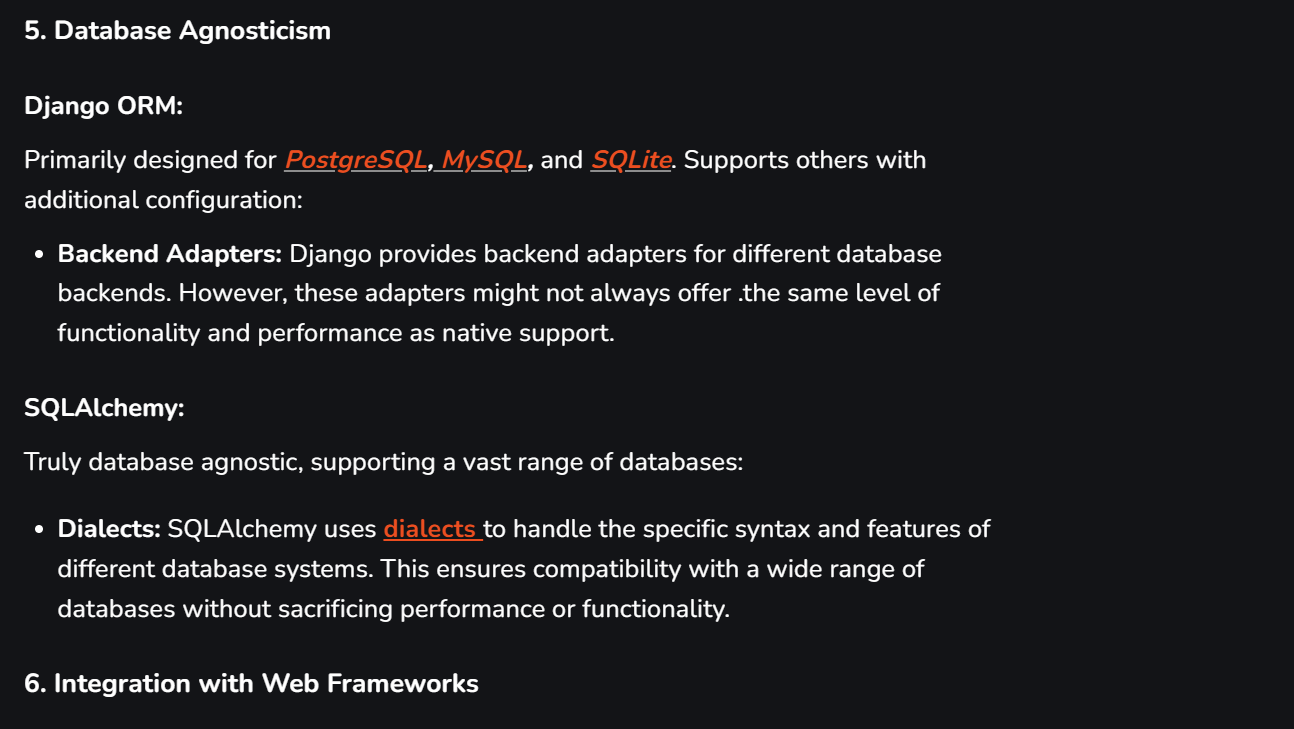 5. Database Agnosticism
Django ORM:
Primarily designed for PostgreSQL, MySQL, and SQLite. Supports others with
additional configuration:
• Backend Adapters: Django provides backend adapters for different database
backends. However, these adapters might not always offer .the same level of
functionality and performance as native support.
SQLAlchemy:
Truly database agnostic, supporting a vast range of databases:
• Dialects: SQLAlchemy uses dialects to handle the specific syntax and features of
different database systems. This ensures compatibility with a wide range of
databases without sacrificing performance or functionality.
6. Integration with Web Frameworks